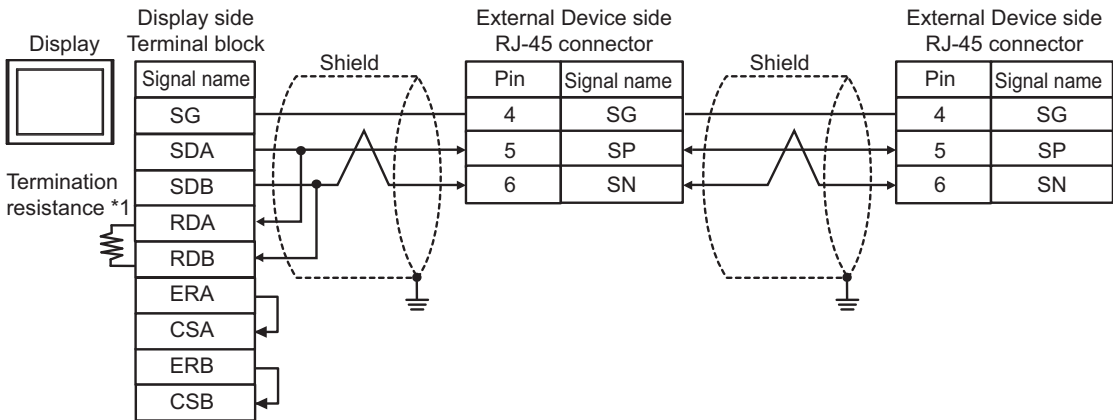 Display
Display side
Terminal block
External Device side
RJ-45 connector
External Device side
RJ-45 connector
Signal name
SG
SDA
SDB
RDA
RDB
ERA
CSA
ERB
CSB
Termination
resistance *1
Shield
Pin Signal name
4 SG
5 SP
6 SN
Shield
Pin Signal name
4 SG
5 SP
6 SN